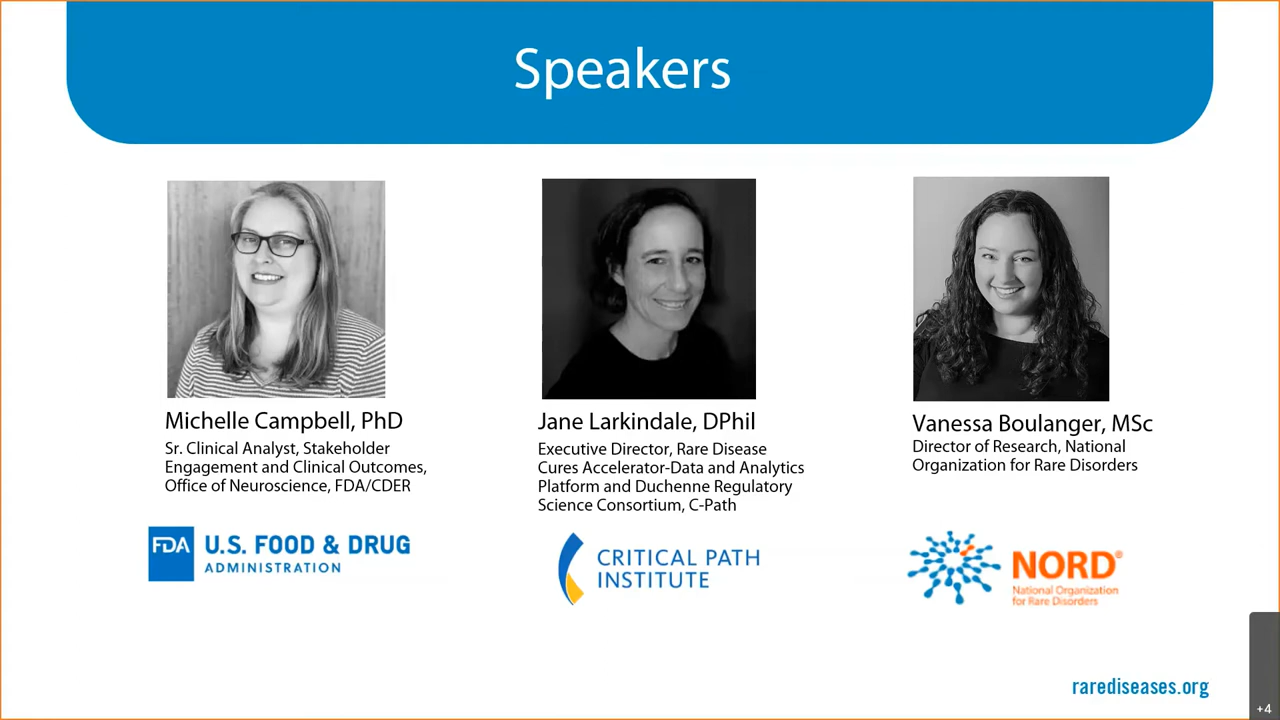 Speakers
Michelle Campbell, PhD
Sr. Clinical Analyst, Stakeholder
Engagement and Clinical Outcomes,
Office of Neuroscience, FDA/CDER
FDA U.S. FOOD & DRUG
ADMINISTRATION
Jane Larkindale, DPhil
Executive Director, Rare Disease
Cures Accelerator-Data and Analytics
Platform and Duchenne Regulatory
Science Consortium, C-Path
CRITICAL PATH
INSTITUTE
Vanessa Boulanger, MSc
Director of Research, National
Organization for Rare Disorders
NORD®
National Organization
for Rare Disorders
rarediseases.org
+4